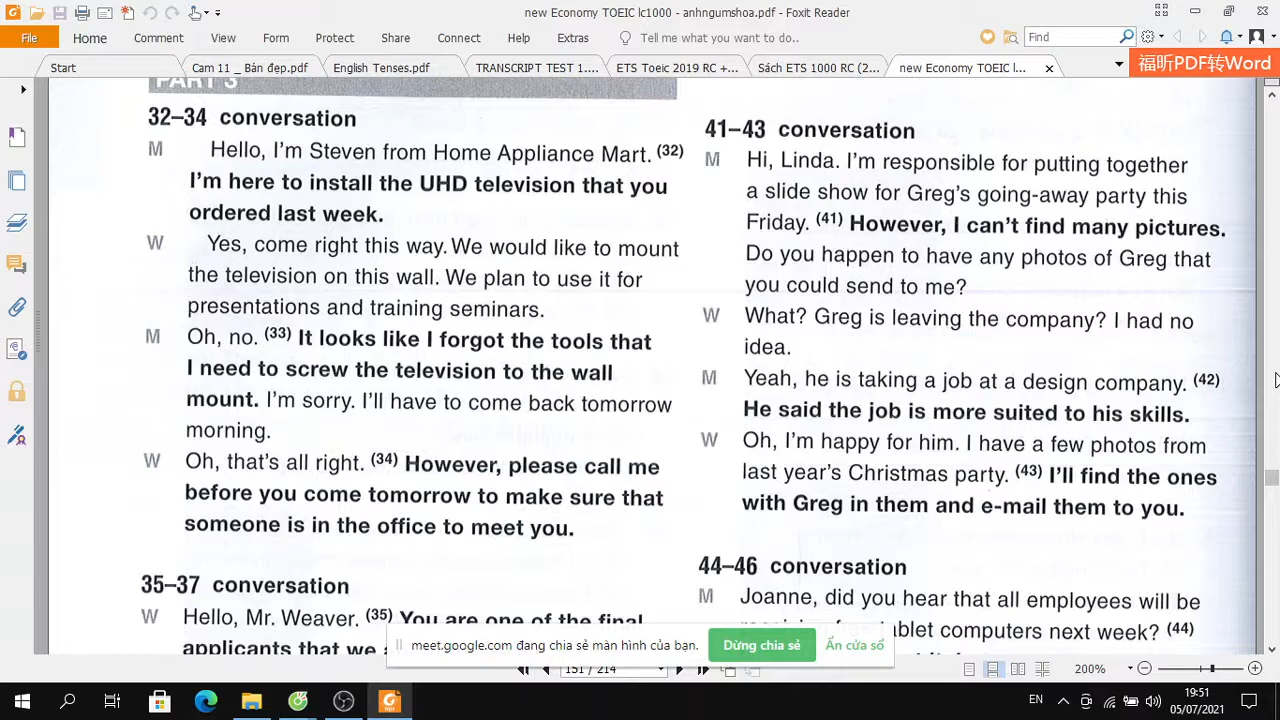 new Economy TOEIC lc1000 - anhngumshoa.pdf - Foxit Reader
File Home Comment View Form Protect Share Connect Help Extras Tell me what you want to do.. Find
Start Cam 11 _ Bản đẹp.pdf English Tenses.pdf TRANSCRIPT TEST 1.... ETS Toeic 2019 RC +... Sách ETS 1000 RC (2... new Economy TOEIC l... 福昕PDF转Word
PART 3
32–34 conversation
M Hello, I'm Steven from Home Appliance Mart. (32)
I'm here to install the UHD television that you
ordered last week.
W Yes, come right this way. We would like to mount
the television on this wall. We plan to use it for
presentations and training seminars.
M Oh, no. (33) It looks like I forgot the tools that
I need to screw the television to the wall
mount. I'm sorry. I'll have to come back tomorrow
morning.
W Oh, that's all right. (34) However, please call me
before you come tomorrow to make sure that
someone is in the office to meet you.
35–37 conversation
W Hello, Mr. Weaver. (35) You are one of the final
applicants that we
41–43 conversation
M Hi, Linda. I'm responsible for putting together
a slide show for Greg's going-away party this
Friday. (41) However, I can't find many pictures.
Do you happen to have any photos of Greg that
you could send to me?
W What? Greg is leaving the company? I had no
idea.
M Yeah, he is taking a job at a design company. (42)
He said the job is more suited to his skills.
W Oh, I'm happy for him. I have a few photos from
last year's Christmas party. (43) I'll find the ones
with Greg in them and e-mail them to you.
44–46 conversation
M Joanne, did you hear that all employees will be
tablet computers next week? (44)
meet.google.com đang chia sẻ màn hình của bạn. Dừng chia sẻ Ẩn cửa sổ
151 / 214 200%
EN 19:51
05/07/2021